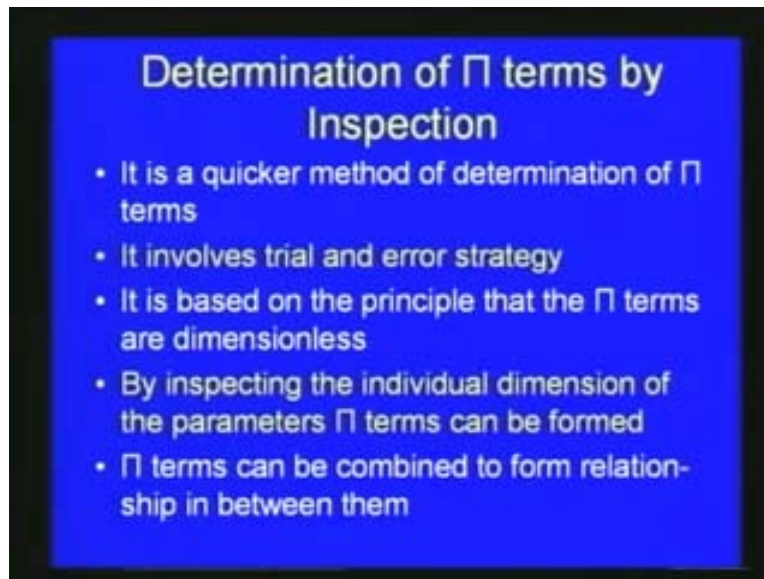 Determination of Π terms by
Inspection
• It is a quicker method of determination of Π
terms
• It involves trial and error strategy
• It is based on the principle that the Π terms
are dimensionless
• By inspecting the individual dimension of
the parameters Π terms can be formed
• Π terms can be combined to form relation-
ship in between them